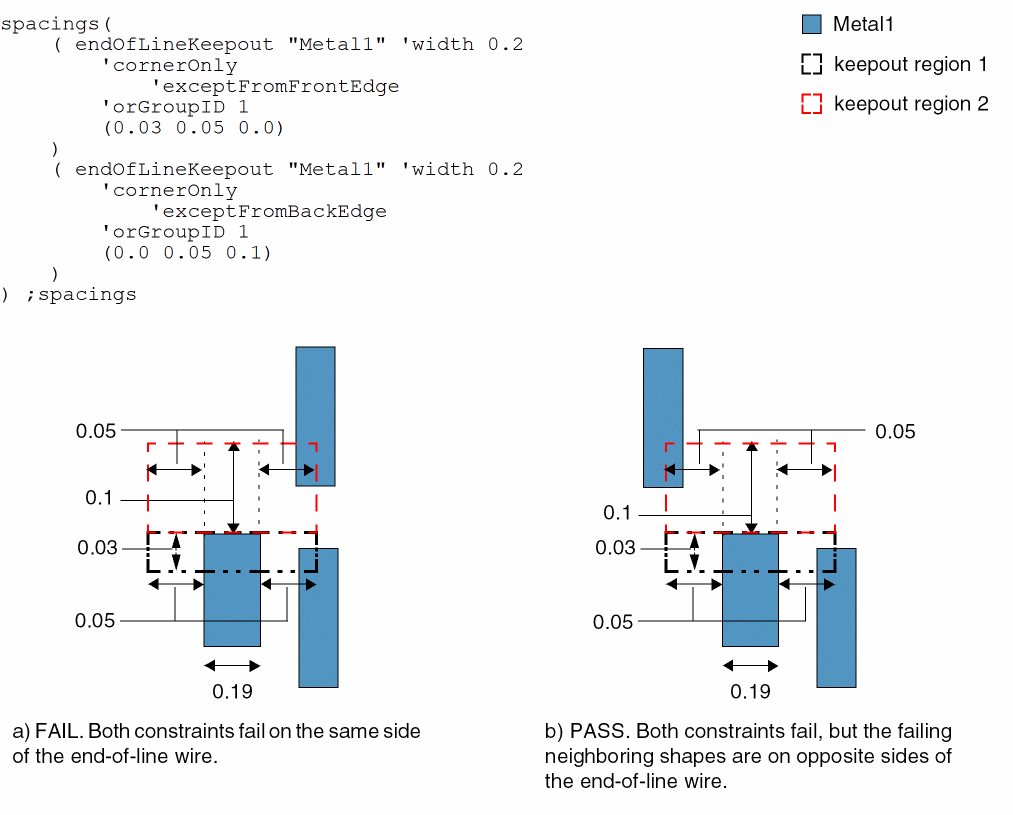 spacings(
( endOfLineKeepout "Metal1" 'width 0.2
'cornerOnly
'exceptFromFrontEdge
'orGroupID 1
(0.03 0.05 0.0)
)
( endOfLineKeepout "Metal1" 'width 0.2
'cornerOnly
'exceptFromBackEdge
'orGroupID 1
(0.0 0.05 0.1)
)
) ;spacings
Metal1
keepout region 1
keepout region 2
0.05
0.1
0.03
0.05
0.19
a) FAIL. Both constraints fail on the same side
of the end-of-line wire.
0.05
0.1
0.03
0.05
0.19
b) PASS. Both constraints fail, but the failing
neighboring shapes are on opposite sides of
the end-of-line wire.